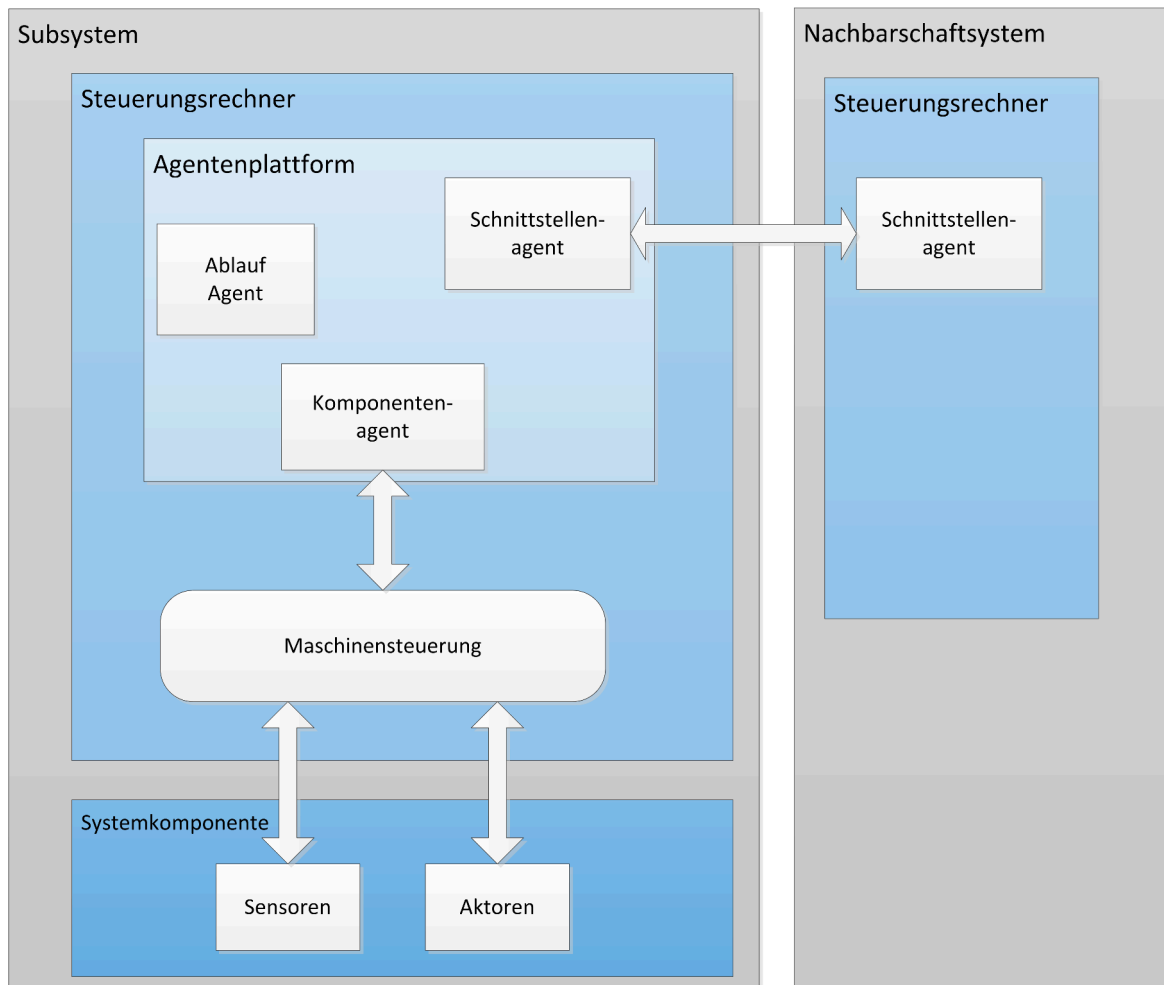 Subsystem
Steuerungsrechner
Agentenplattform
Ablauf
Agent
Schnittstellen-
agent
Komponenten-
agent
Maschinensteuerung
Systemkomponente
Sensoren
Aktoren
Nachbarschaftsystem
Steuerungsrechner
Schnittstellen-
agent